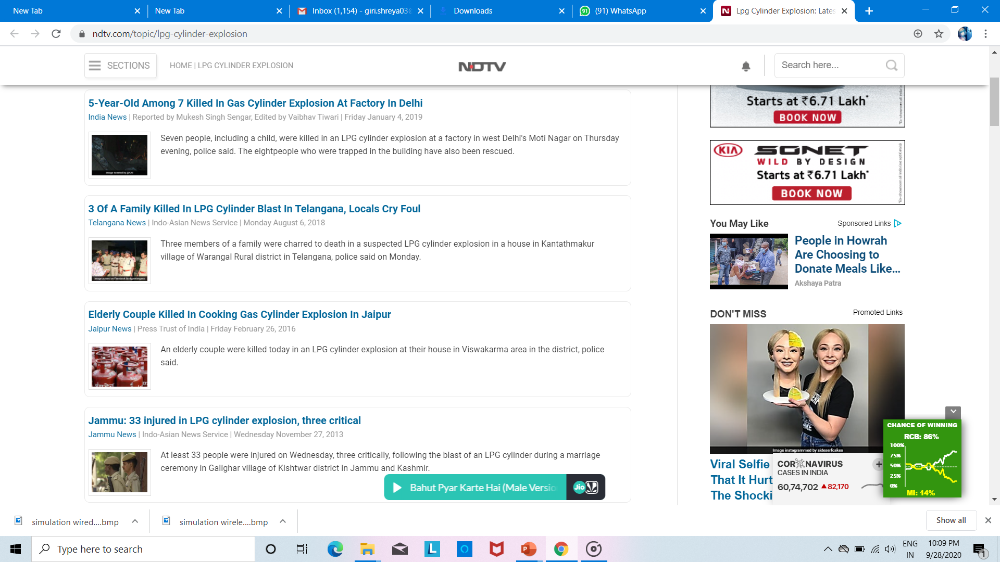 New Tab
New Tab
Inbox (1,154) - giri.shreya03@
Downloads
(91) WhatsApp
Lpg Cylinder Explosion: Lates
ndtv.com/topic/lpg-cylinder-explosion
SECTIONS
HOME | LPG CYLINDER EXPLOSION
NDTV
Search here...
5-Year-Old Among 7 Killed In Gas Cylinder Explosion At Factory In Delhi
India News | Reported by Mukesh Singh Sengar, Edited by Vaibhav Tiwari | Friday January 4, 2019
Seven people, including a child, were killed in an LPG cylinder explosion at a factory in west Delhi's Moti Nagar on Thursday
evening, police said. The eightpeople who were trapped in the building have also been rescued.
Image tweeted by @ANI
3 Of A Family Killed In LPG Cylinder Blast In Telangana, Locals Cry Foul
Telangana News | Indo-Asian News Service | Monday August 6, 2018
Three members of a family were charred to death in a suspected LPG cylinder explosion in a house in Kantathmakur
village of Warangal Rural district in Telangana, police said on Monday.
Elderly Couple Killed In Cooking Gas Cylinder Explosion In Jaipur
Jaipur News | Press Trust of India | Friday February 26, 2016
An elderly couple were killed today in an LPG cylinder explosion at their house in Viswakarma area in the district, police
said.
Jammu: 33 injured in LPG cylinder explosion, three critical
Jammu News | Indo-Asian News Service | Wednesday November 27, 2013
At least 33 people were injured on Wednesday, three critically, following the blast of an LPG cylinder during a marriage
ceremony in Galighar village of Kishtwar district in Jammu and Kashmir.
Bahut Pyar Karte Hai (Male Versio
Jio
Starts at ₹6.71 Lakh*
BOOK NOW
KIA SONET
WILD BY DESIGN
Starts at ₹6.71 Lakh*
BOOK NOW
You May Like
Sponsored Links
People in Howrah
Are Choosing to
Donate Meals Like...
Akshaya Patra
DON'T MISS
Promoted Links
Image instagrammed by sideserfcakes
Viral Selfie
That It Hurt
The Shocki
CORONAVIRUS
CASES IN INDIA
60,74,702 ▲82,170
CHANCE OF WINNING
RCB: 86%
100%
75%
50%
25%
0%
MI: 14%
simulation wired....bmp
simulation wirele....bmp
Show all
Type here to search
ENG
IN
10:09 PM
9/28/2020
1